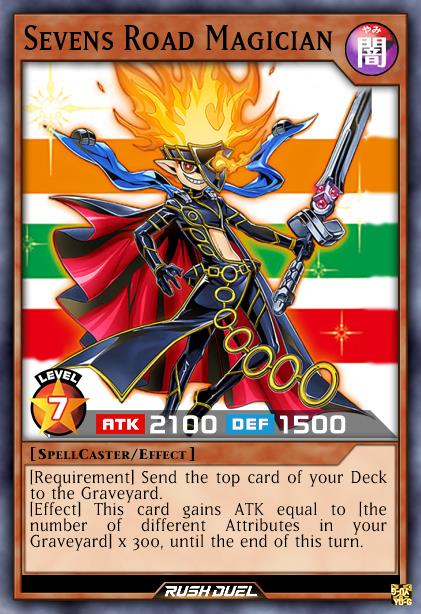 Sevens Road Magician
やみ
闇
LEVEL
7
ATK 2100 DEF 1500
[SpellCaster/Effect]
[Requirement] Send the top card of your Deck
to the Graveyard.
[Effect] This card gains ATK equal to [the
number of different Attributes in your
Graveyard] x 300, until the end of this turn.
RUSH DUEL